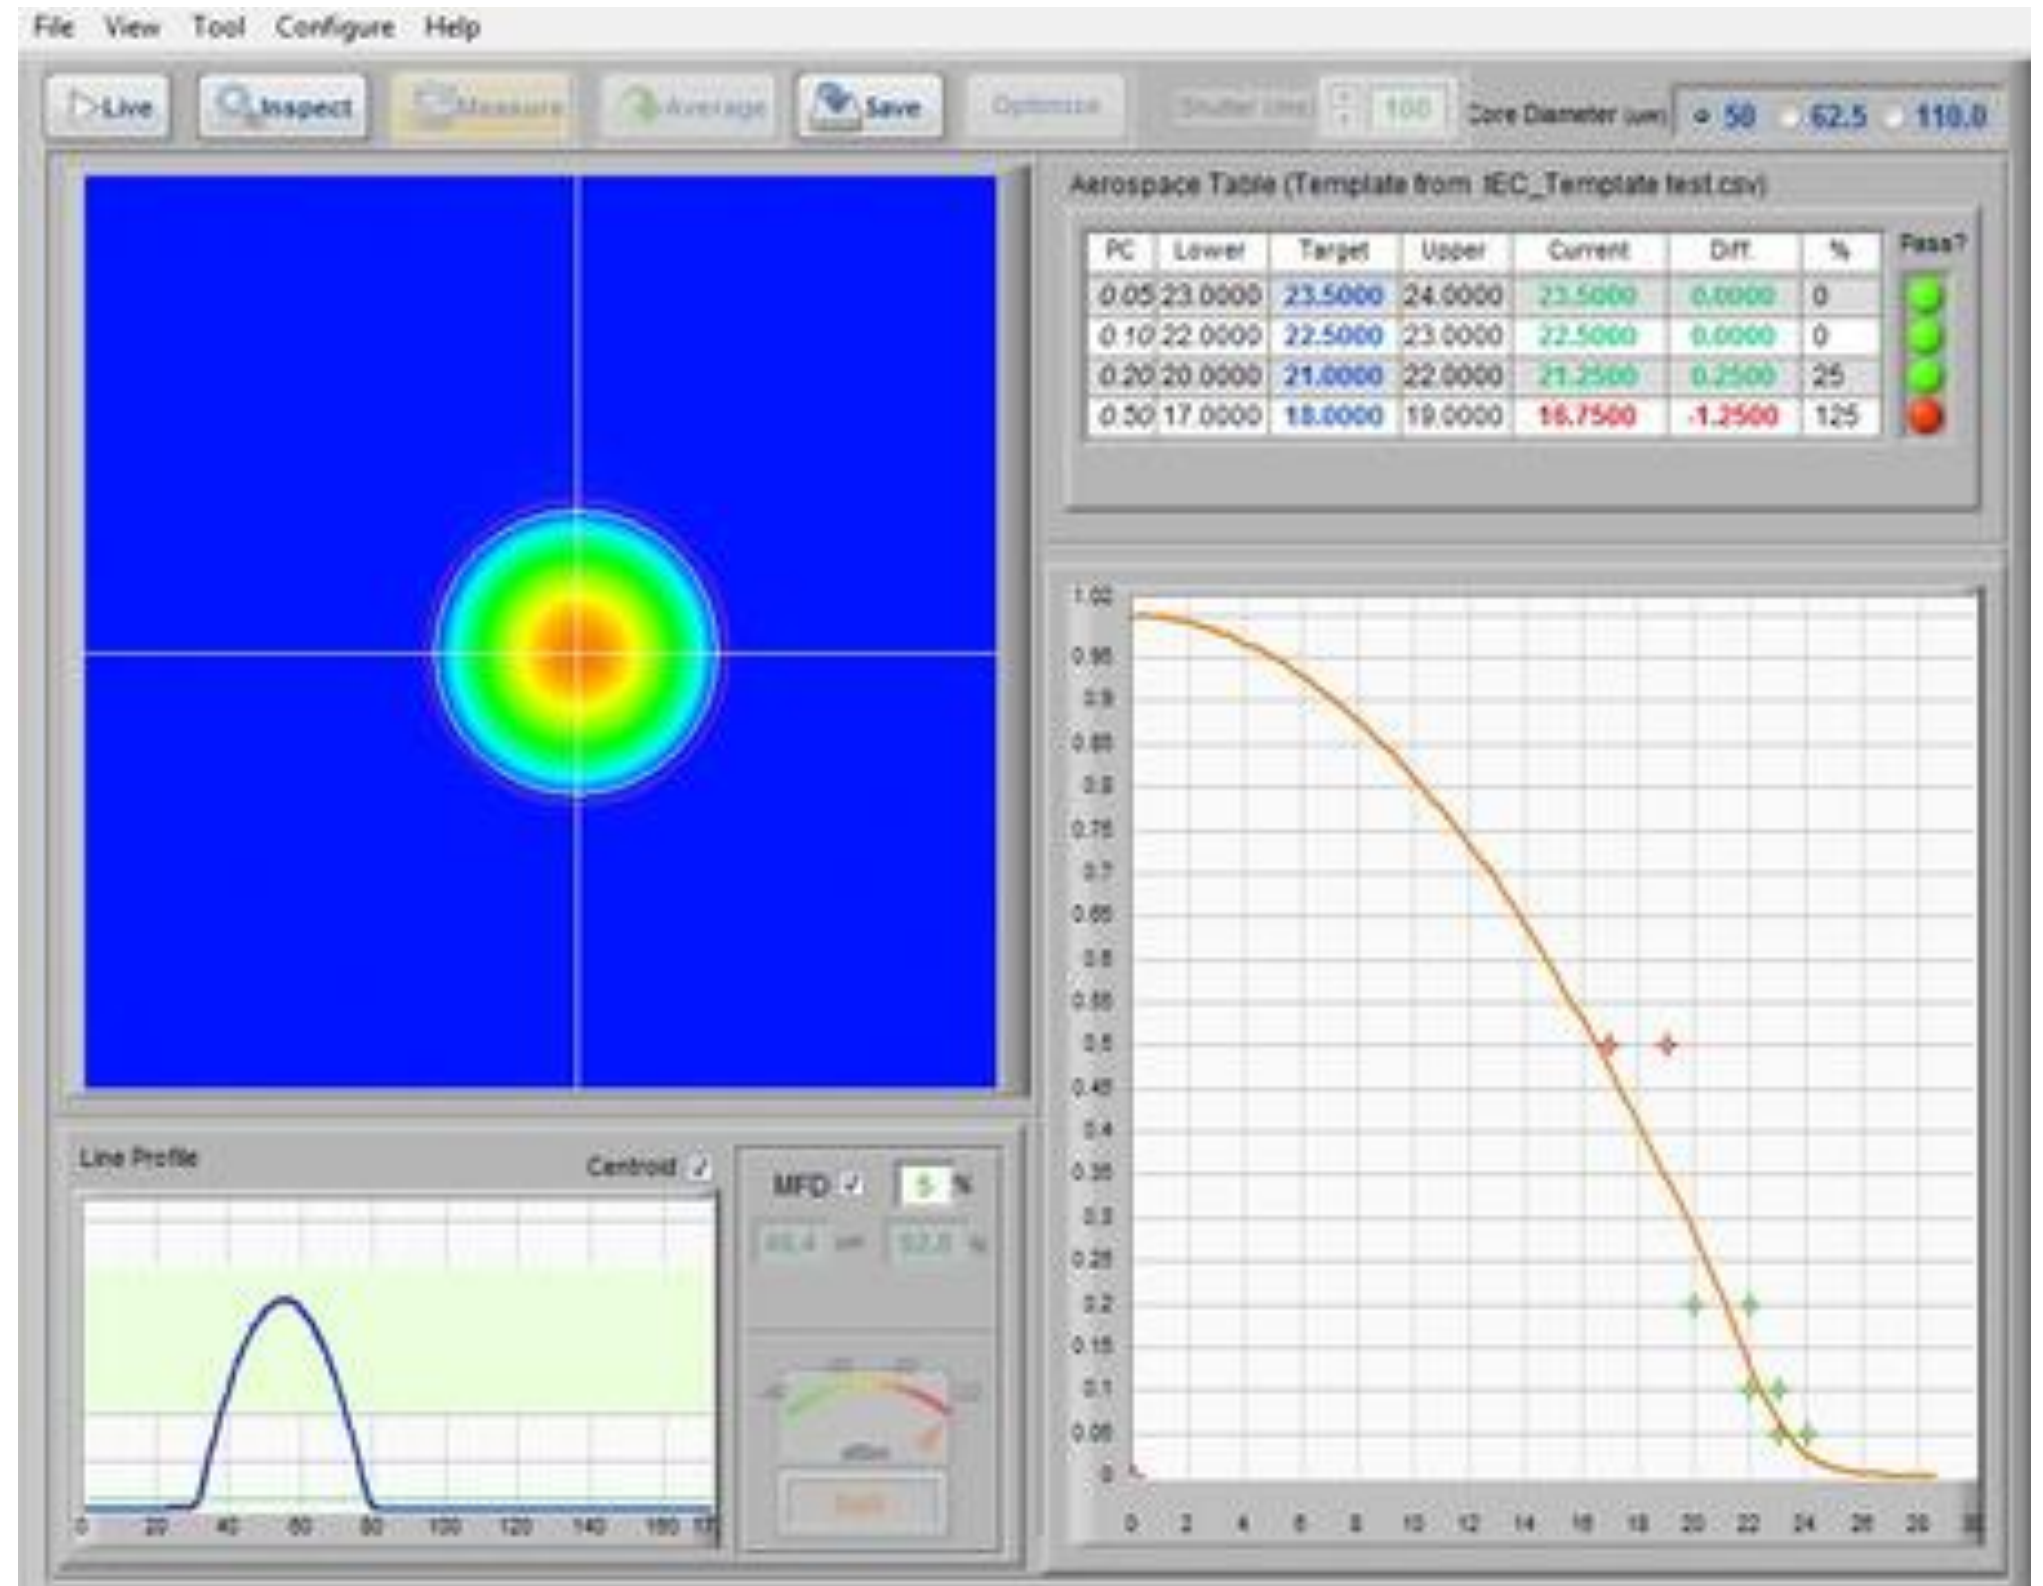 File View Tool Configure Help
Live Inspect Measure Average Save Optimize Shutter (ms) 100 Core Diameter (um) 50 62.5 110.0
Aerospace Table (Template from IEC_Template test.csv)
PC Lower Target Upper Current Diff. % Pass?
0.05 23.0000 23.5000 24.0000 23.5000 0.0000 0
0.10 22.0000 22.5000 23.0000 22.5000 0.0000 0
0.20 20.0000 21.0000 22.0000 21.2500 0.2500 25
0.50 17.0000 18.0000 19.0000 16.7500 -1.2500 125
1.02
0.95
0.9
0.85
0.8
0.75
0.7
0.65
0.6
0.55
0.5
0.45
0.4
0.35
0.3
0.25
0.2
0.15
0.1
0.05
0
0 2 4 6 8 10 12 14 16 18 20 22 24 26 28
Line Profile Centroid
0 20 40 60 80 100 120 140 160
MFD 5 %